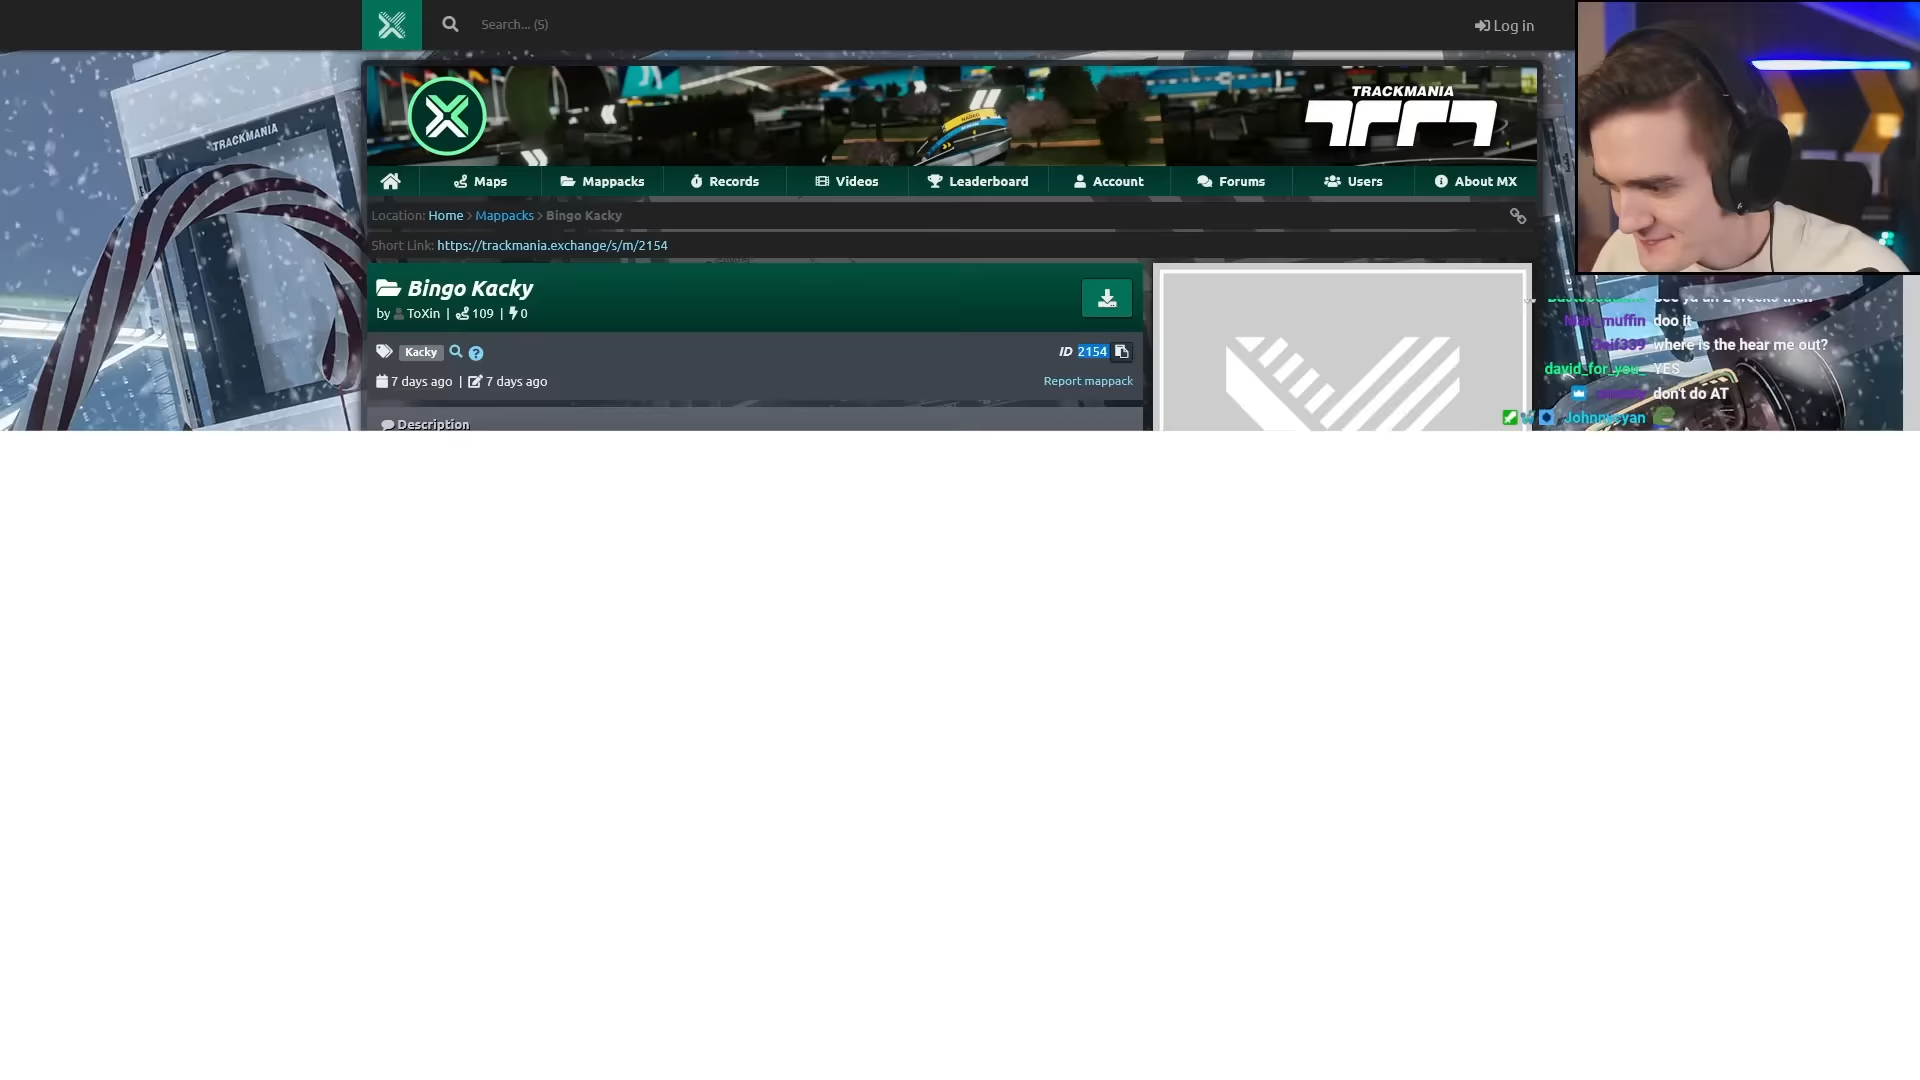 Search... (S)
Log in
TRACKMANIA
TRACKMANIA
Maps
Mappacks
Records
Videos
Leaderboard
Account
Forums
Users
About MX
Location: Home > Mappacks > Bingo Kacky
Short Link: https://trackmania.exchange/s/m/2154
Bingo Kacky
by ToXin | 109 | 0
Kacky
ID 2154
7 days ago | 7 days ago
Report mappack
Description
doo it
where is the hear me out?
david_for_you_ YES
don't do AT